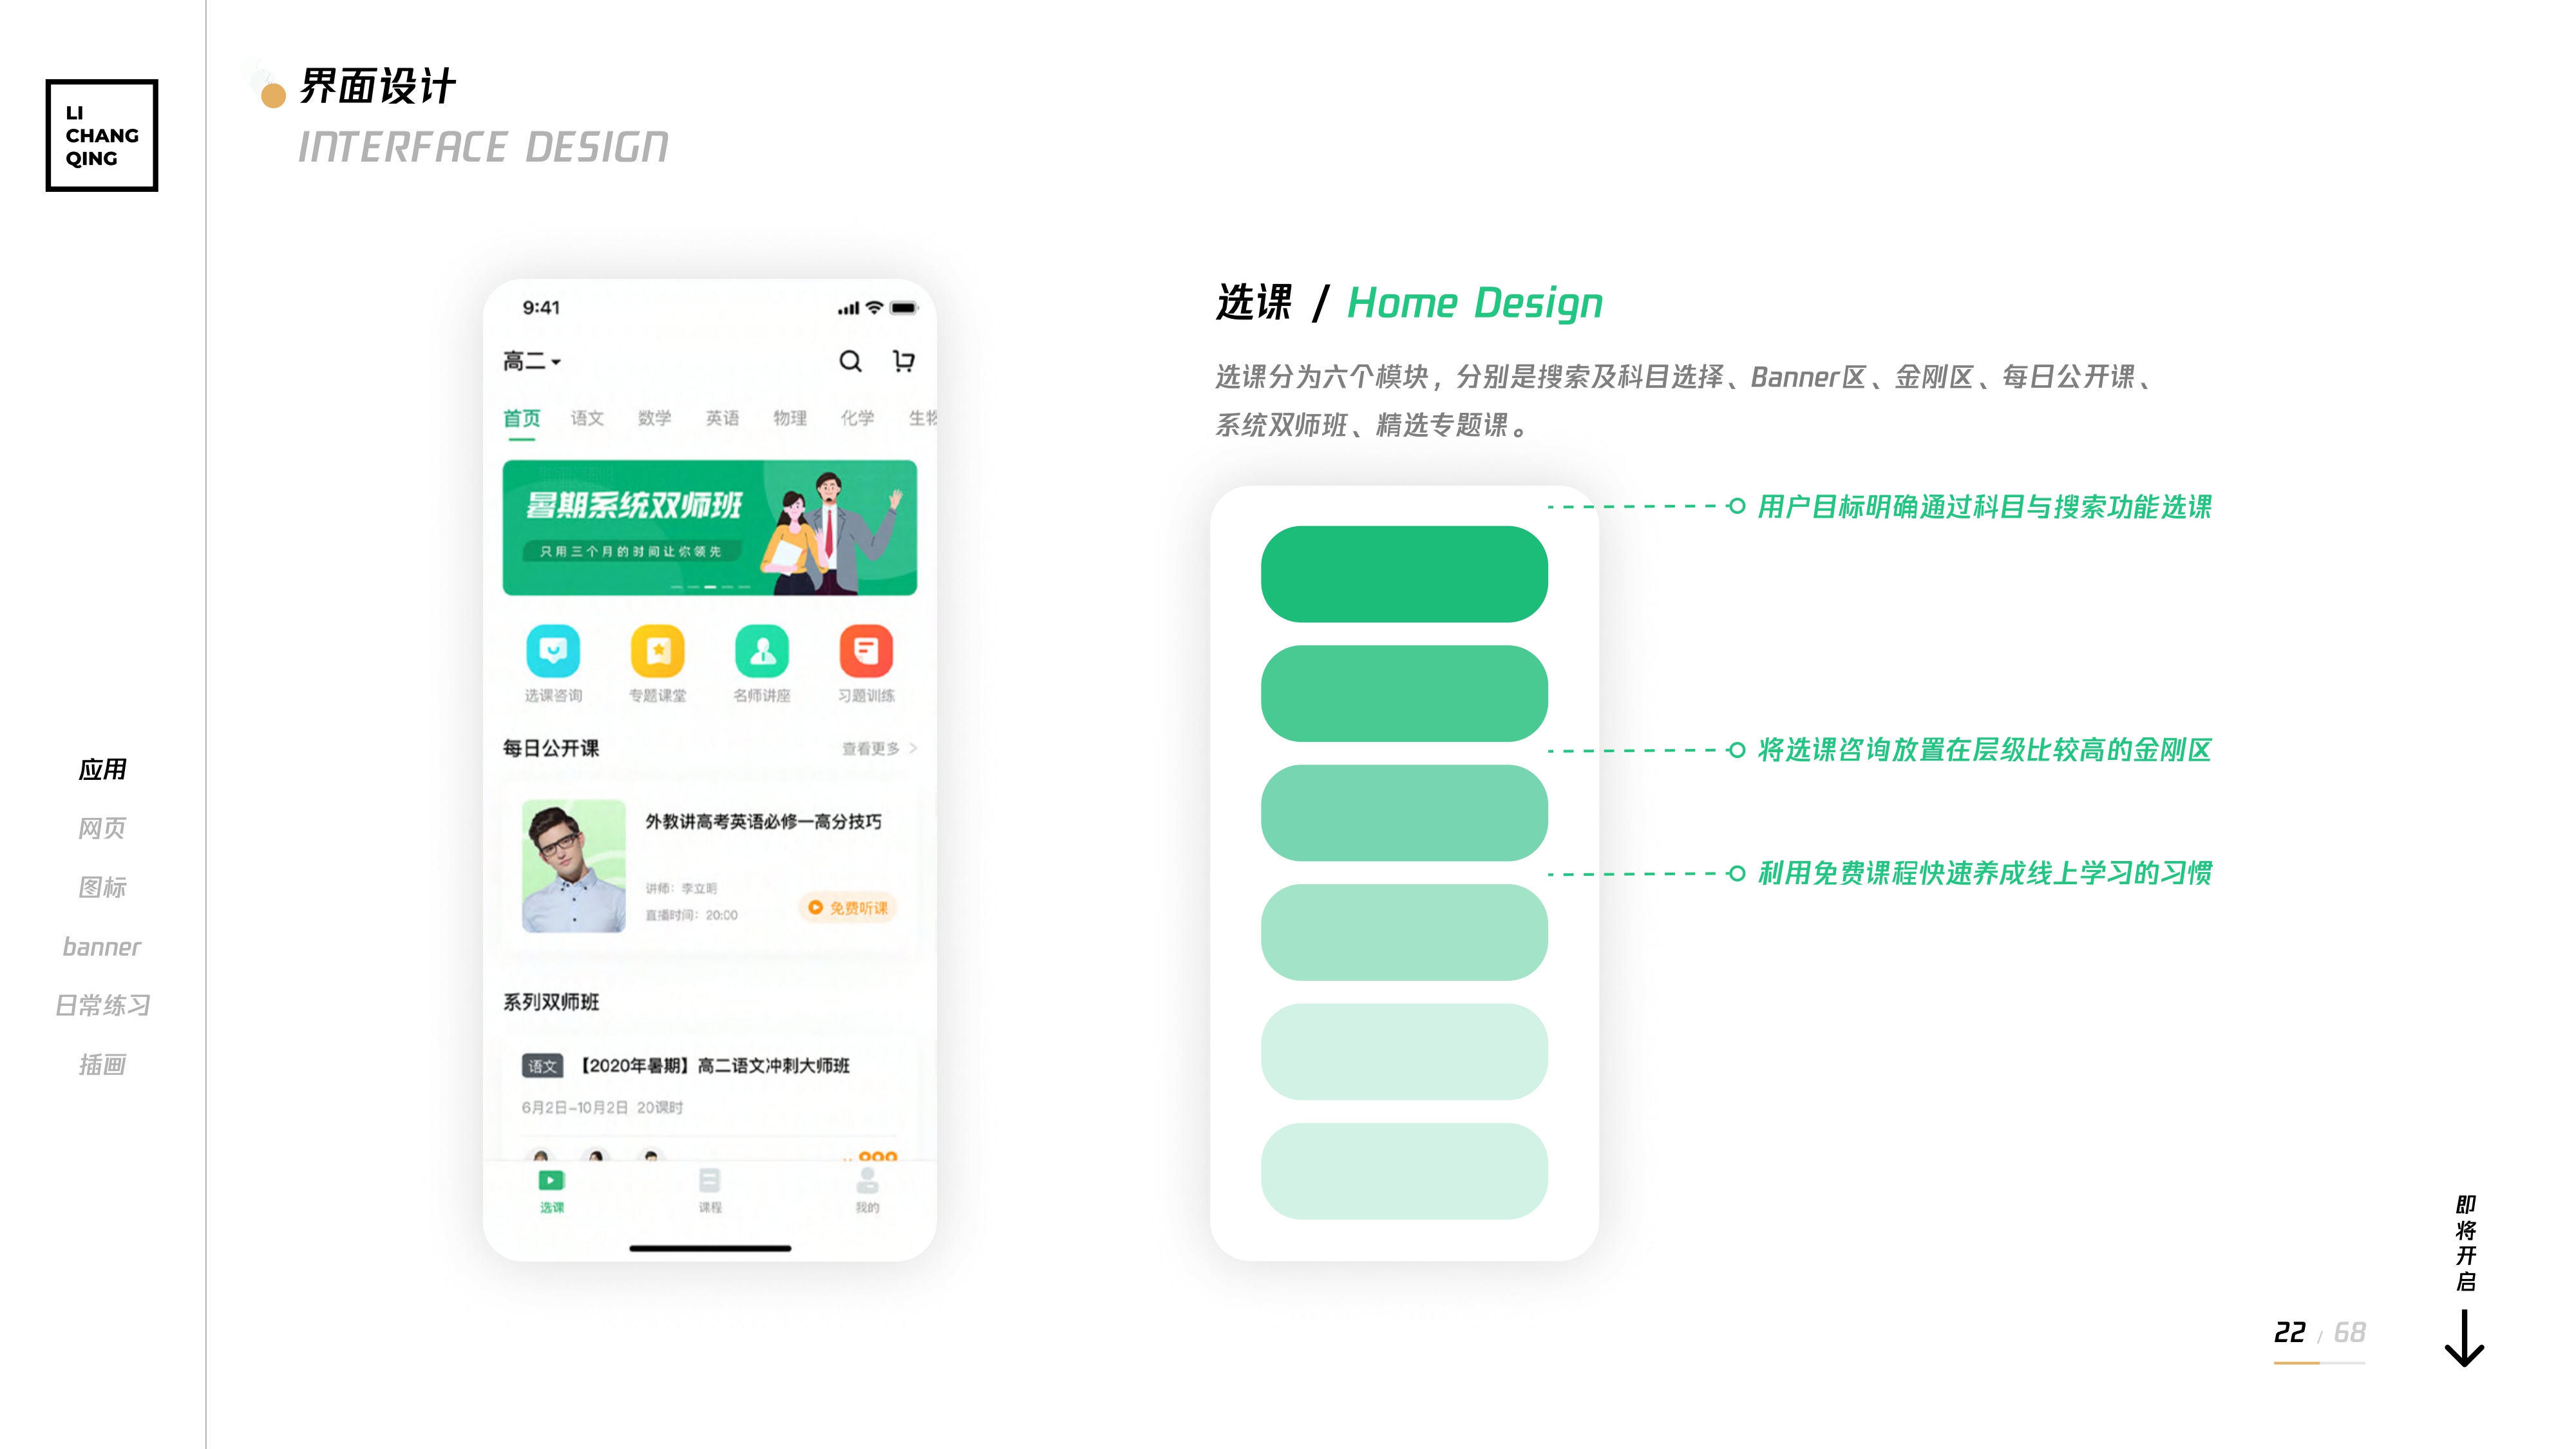 LI
CHANG
QING
界面设计
INTERFACE DESIGN
应用
网页
图标
banner
日常练习
插画
9:41
高二
首页 语文 数学 英语 物理 化学 生物
暑期系统双师班
只用三个月的时间让你领先
选课咨询 专题课堂 名师讲座 习题训练
每日公开课 查看更多
外教讲高考英语必修一高分技巧
讲师：李立明
直播时间：20:00 免费听课
系列双师班
语文 【2020年暑期】高二语文冲刺大师班
6月2日-10月2日 20课时
选课 课程 我的
选课 / Home Design
选课分为六个模块，分别是搜索及科目选择、Banner区、金刚区、每日公开课、
系统双师班、精选专题课。
用户目标明确通过科目与搜索功能选课
将选课咨询放置在层级比较高的金刚区
利用免费课程快速养成线上学习的习惯
即将开启
22 / 68